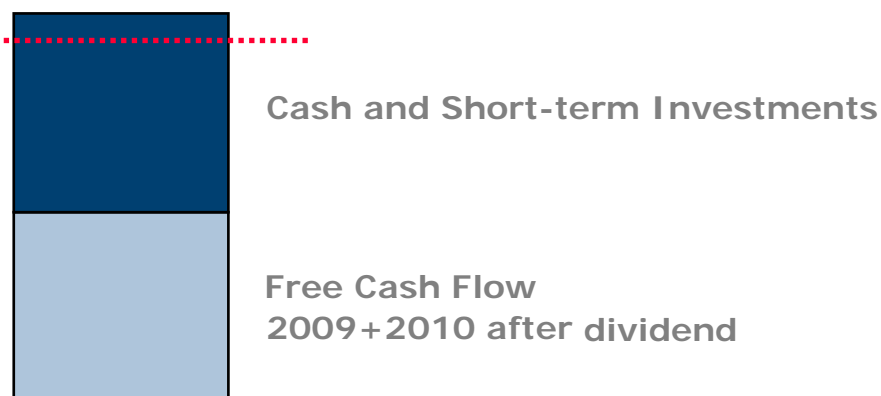 Cash and Short-term Investments
Free Cash Flow
2009+2010 after dividend